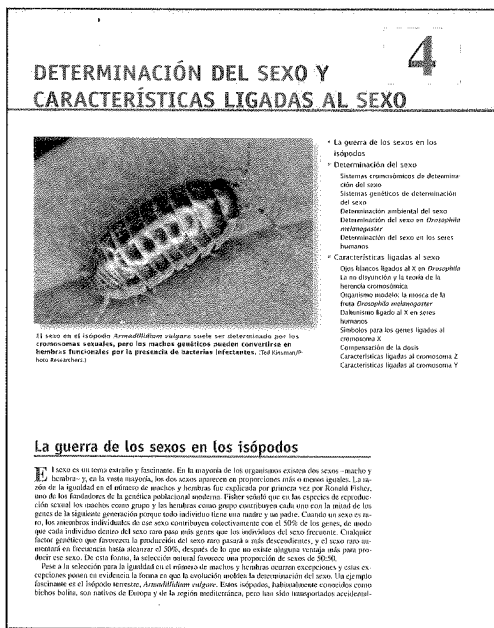 4
DETERMINACIÓN DEL SEXO Y
CARACTERÍSTICAS LIGADAS AL SEXO
La guerra de los sexos en los
isópodos
Determinación del sexo
Sistemas cromosómicos de determina-
ción del sexo
Sistemas genéticos de determinación
del sexo
Determinación ambiental del sexo
Determinación del sexo en Drosophila
melanogaster
Determinación del sexo en los seres
humanos
Características ligadas al sexo
Ojos blancos ligados al X en Drosophila
La no disyunción y la teoría de la
herencia cromosómica
Organismo modelo: la mosca de la
fruta Drosophila melanogaster
Daltonismo ligado al X en seres
humanos
Símbolos para los genes ligados al
cromosoma X
Compensación de la dosis
Características ligadas al cromosoma Z
Características ligadas al cromosoma Y
El sexo en el isópodo Armadillidium vulgare suele ser determinado por los
cromosomas sexuales, pero los machos genéticos pueden convertirse en
hembras funcionales por la presencia de bacterias infectantes. (Ted Kinsman/P-
hoto Researchers.)
La guerra de los sexos en los isópodos
El sexo es un tema extraño y fascinante. En la mayoría de los organismos existen dos sexos –macho y
hembra– y, en la vasta mayoría, los dos sexos aparecen en proporciones más o menos iguales. La ra-
zón de la igualdad en el número de machos y hembras fue explicada por primera vez por Ronald Fisher,
uno de los fundadores de la genética poblacional moderna. Fisher señaló que en las especies de reproduc-
ción sexual los machos como grupo y las hembras como grupo contribuyen cada uno con la mitad de los
genes de la siguiente generación porque todo individuo tiene una madre y un padre. Cuando un sexo es ra-
ro, los miembros individuales de ese sexo contribuyen colectivamente con el 50% de los genes, de modo
que cada individuo dentro del sexo raro pasa más genes que los individuos del sexo frecuente. Cualquier
factor genético que favorezca la producción del sexo raro pasará a más descendientes, y el sexo raro au-
mentará en frecuencia hasta alcanzar el 50%, después de lo que no existe ninguna ventaja más para pro-
ducir ese sexo. De esta forma, la selección natural favorece una proporción de sexos de 50:50.
Pese a la selección para la igualdad en el número de machos y hembras ocurren excepciones y estas ex-
cepciones ponen en evidencia la forma en que la evolución moldea la determinación del sexo. Un ejemplo
fascinante es el isópodo terrestre, Armadillidium vulgare. Estos isópodos, habitualmente conocidos como
bichos bolita, son nativos de Europa y de la región mediterránea, pero han sido transportados accidental-